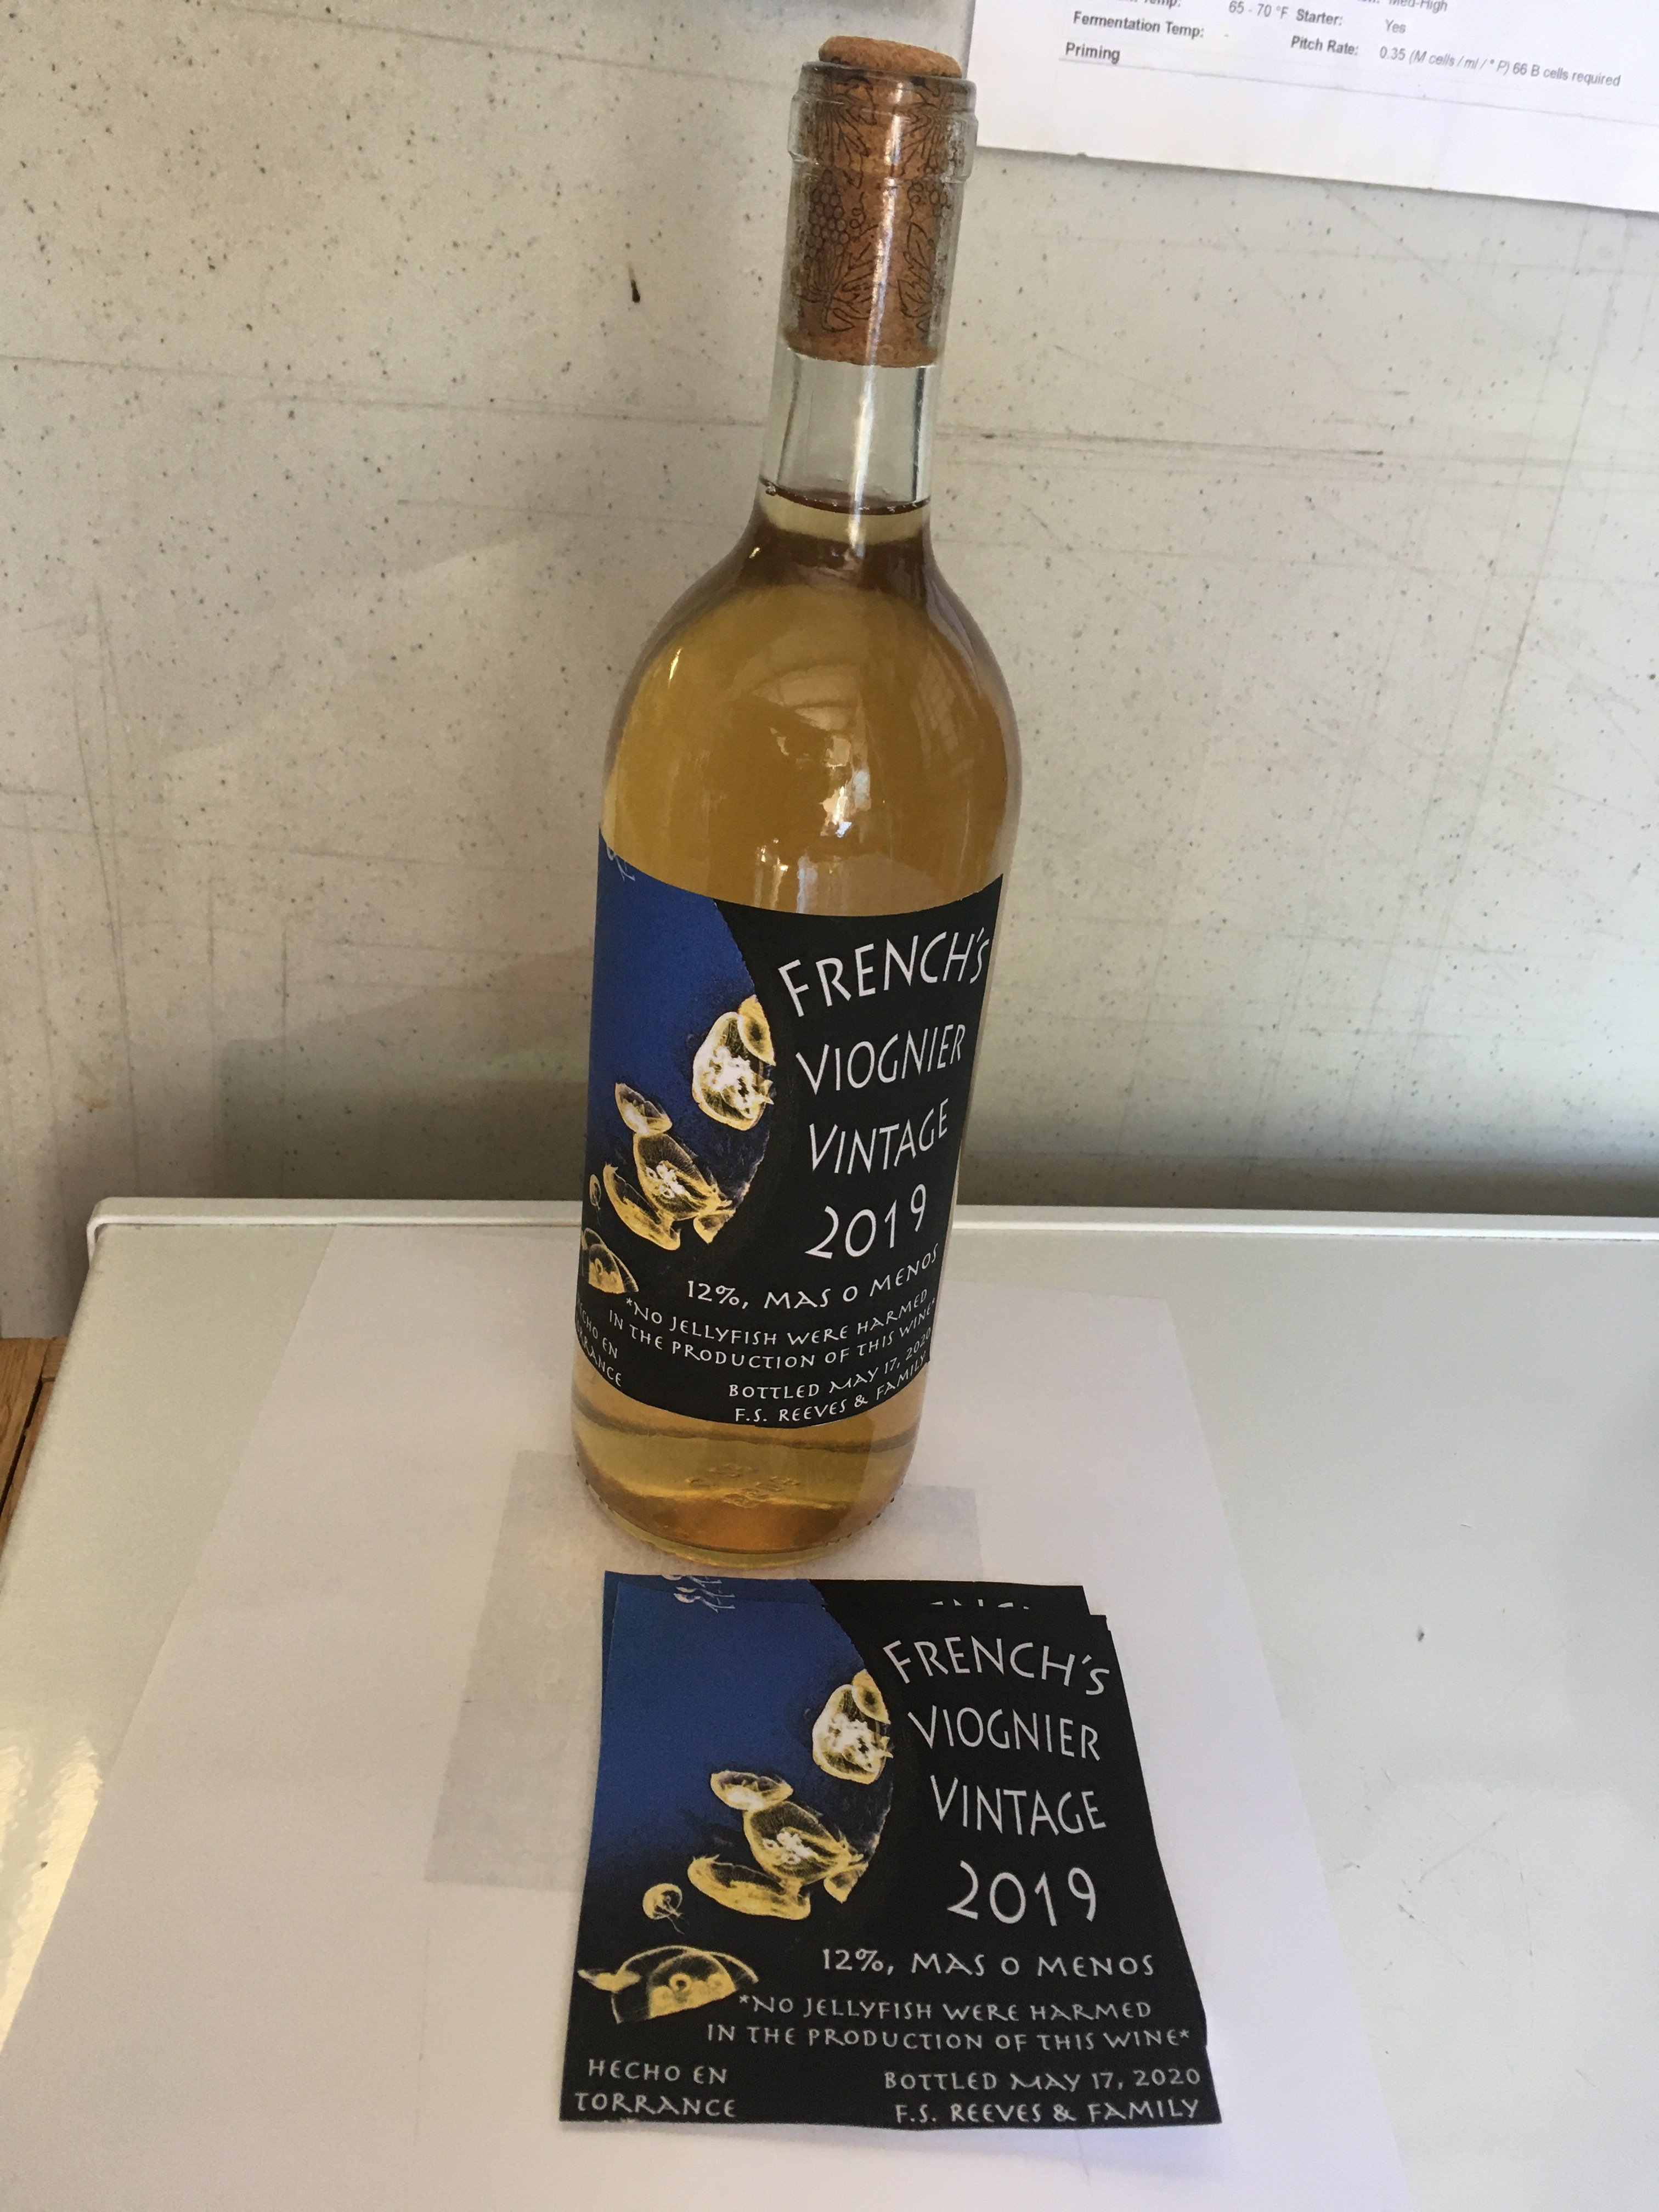 65 - 70 °F Starter: Yes
Fermentation Temp: - Pitch Rate: 0.35 (M cells / ml / ° P) 66 B cells required
Priming
FRENCH'S
VIOGNIER
VINTAGE
2019
12%, MAS O MENOS
*NO JELLYFISH WERE HARMED
IN THE PRODUCTION OF THIS WINE*
BOTTLED MAY 17, 2020
F.S. REEVES & FAMILY
FRENCH'S
VIOGNIER
VINTAGE
2019
12%, MAS O MENOS
*NO JELLYFISH WERE HARMED
IN THE PRODUCTION OF THIS WINE*
HECHO EN
TORRANCE
BOTTLED MAY 17, 2020
F.S. REEVES & FAMILY